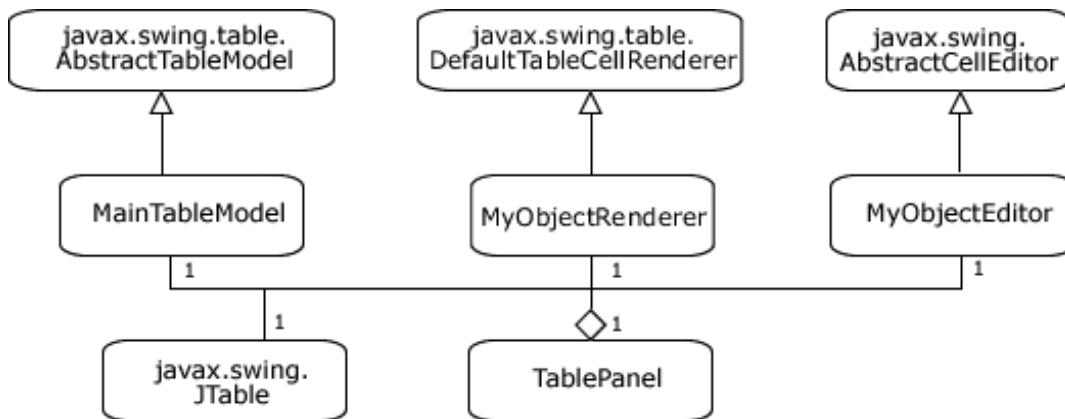 javax.swing.table.
AbstractTableModel
javax.swing.table.
DefaultTableCellRenderer
javax.swing.
AbstractCellEditor
MainTableModel
MyObjectRenderer
MyObjectEditor
1
1
1
1
1
javax.swing.
JTable
TablePanel